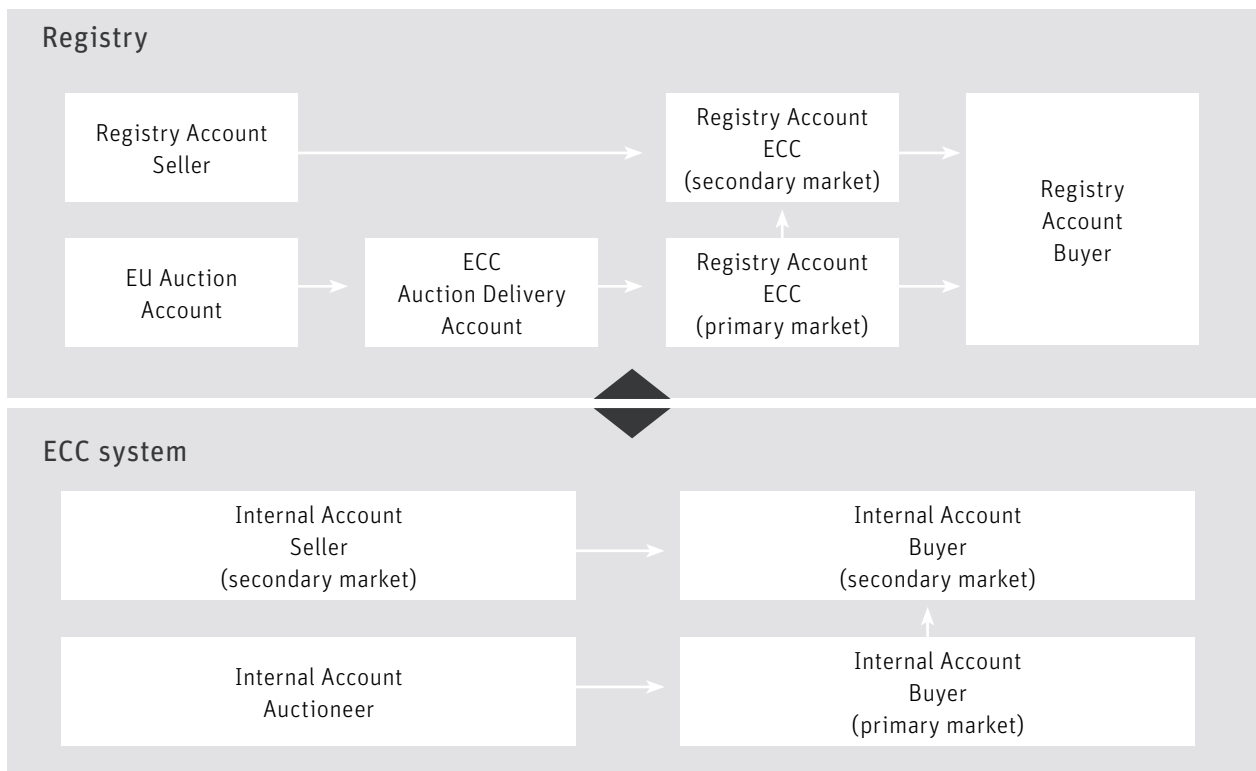 Registry
Registry Account
Seller
Registry Account
ECC
(secondary market)
Registry
Account
Buyer
EU Auction
Account
ECC
Auction Delivery
Account
Registry Account
ECC
(primary market)
ECC system
Internal Account
Seller
(secondary market)
Internal Account
Buyer
(secondary market)
Internal Account
Auctioneer
Internal Account
Buyer
(primary market)